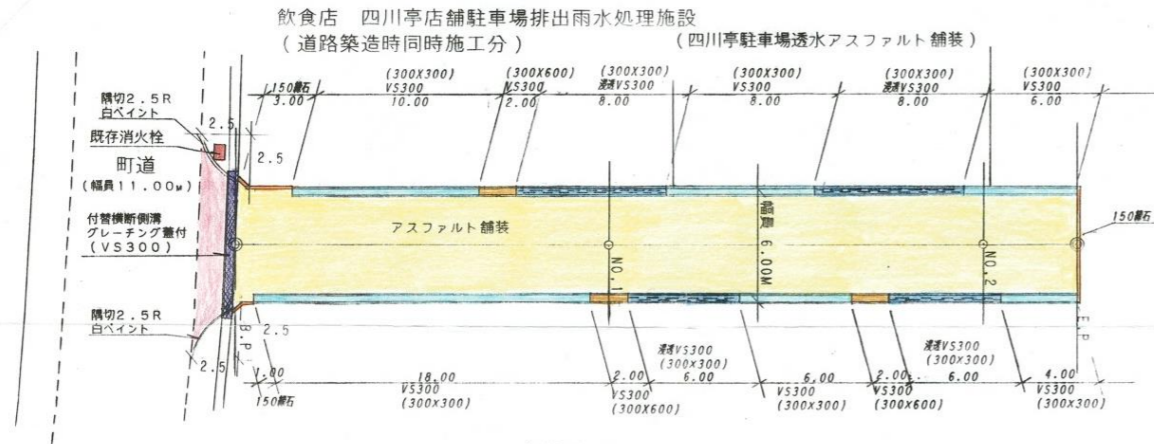 飲食店 四川亭店舗駐車場排出雨水処理施設
(道路築造時同時施工分)
(四川亭駐車場透水アスファルト舗装)
150縁石
3.00
(300X300)
VS300
10.00
(300X600)
VS300
2.00
(300X300)
浸透VS300
8.00
(300X300)
VS300
8.00
(300X300)
浸透VS300
8.00
(300X300)
VS300
6.00
隅切2.5R
白ペイント
2.5
2.5
既存消火栓
町道
(幅員11.00M)
付替横断側溝
グレーチング蓋付
(VS300)
アスファルト舗装
幅員 6.00M
NO.1
NO.2
150縁石
隅切2.5R
白ペイント
2.5
B.P
2.5
E.P
1.00
150縁石
18.00
VS300
(300X300)
2.00
VS300
(300X600)
浸透VS300
(300X300)
6.00
6.00
VS300
(300X300)
2.00
VS300
(300X600)
浸透VS300
(300X300)
6.00
4.00
VS300
(300X300)